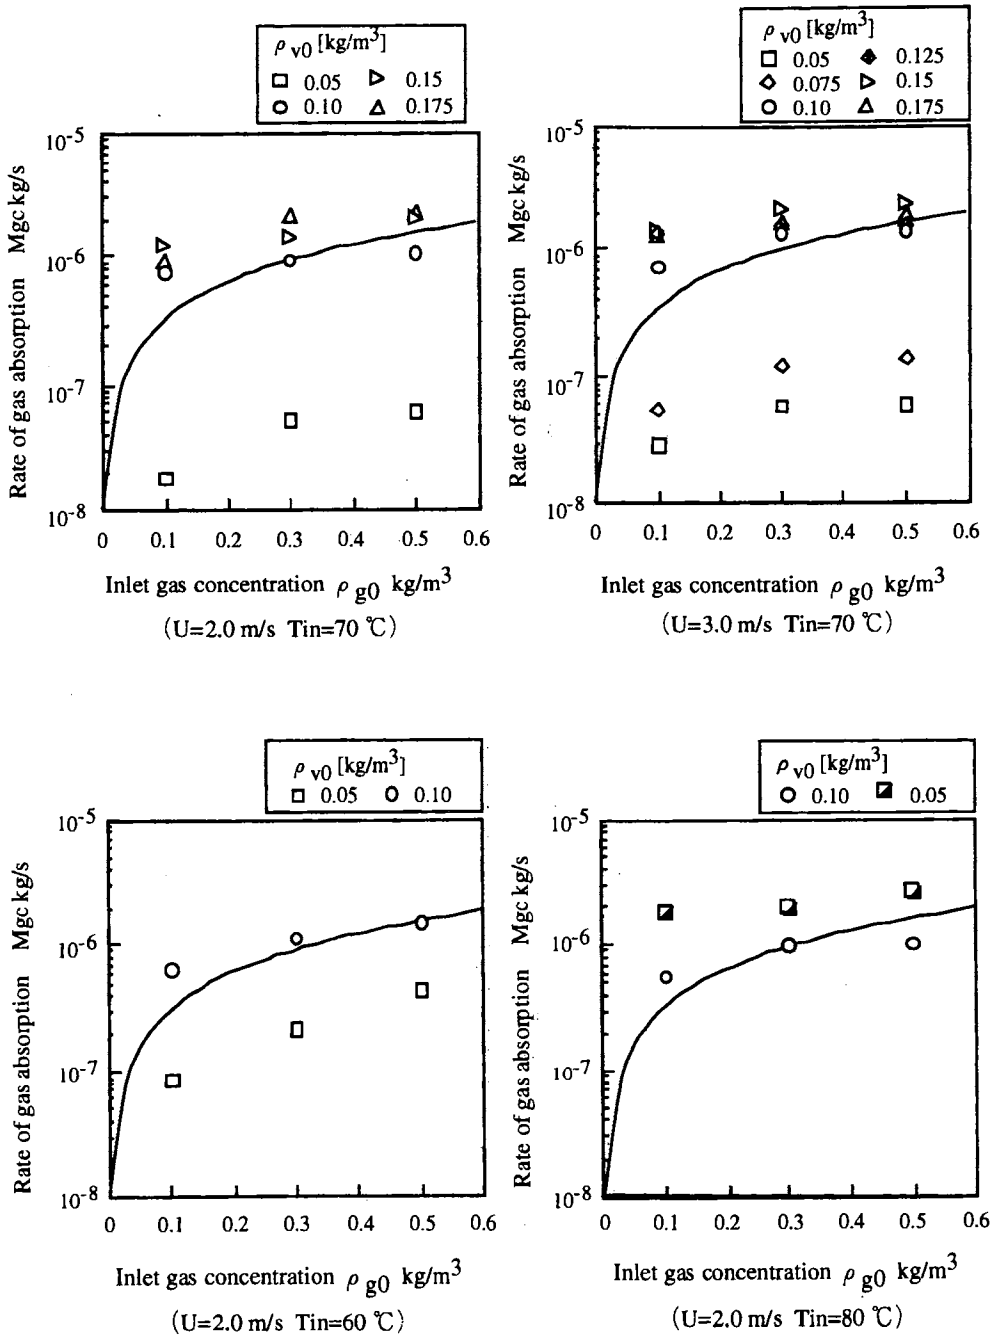 ρv0 [kg/m3]
0.05 0.15
0.10 0.175
10-5
10-6
10-7
10-8
Rate of gas absorption Mgc kg/s
0 0.1 0.2 0.3 0.4 0.5 0.6
Inlet gas concentration ρg0 kg/m3
(U=2.0 m/s Tin=70 ℃)
ρv0 [kg/m3]
0.05 0.125
0.075 0.15
0.10 0.175
10-5
10-6
10-7
10-8
Rate of gas absorption Mgc kg/s
0 0.1 0.2 0.3 0.4 0.5 0.6
Inlet gas concentration ρg0 kg/m3
(U=3.0 m/s Tin=70 ℃)
ρv0 [kg/m3]
0.05 0.10
10-5
10-6
10-7
10-8
Rate of gas absorption Mgc kg/s
0 0.1 0.2 0.3 0.4 0.5 0.6
Inlet gas concentration ρg0 kg/m3
(U=2.0 m/s Tin=60 ℃)
ρv0 [kg/m3]
0.10 0.05
10-5
10-6
10-7
10-8
Rate of gas absorption Mgc kg/s
0 0.1 0.2 0.3 0.4 0.5 0.6
Inlet gas concentration ρg0 kg/m3
(U=2.0 m/s Tin=80 ℃)